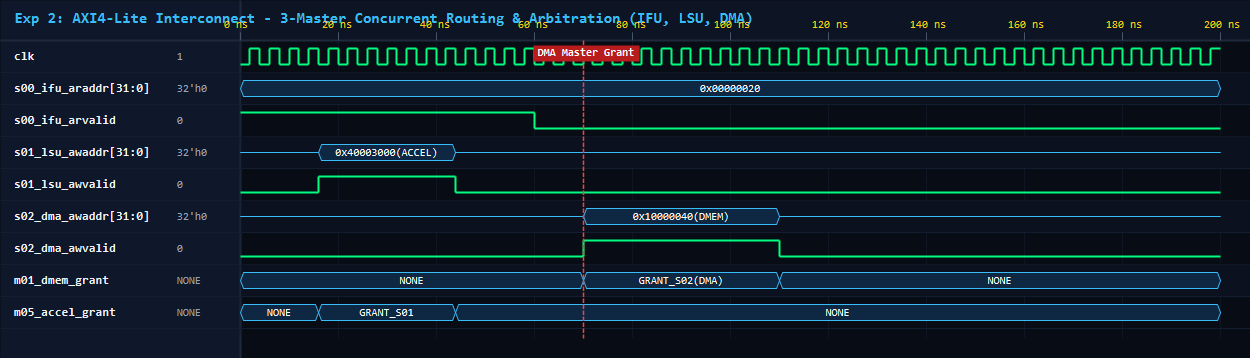 Exp 2: AXI4-Lite Interconnect - 3-Master Concurrent Routing & Arbitration (IFU, LSU, DMA)
0 ns 20 ns 40 ns 60 ns 80 ns 100 ns 120 ns 140 ns 160 ns 180 ns 200 ns
clk 1 DMA Master Grant
s00_ifu_araddr[31:0] 32'h0 0x00000020
s00_ifu_arvalid 0
s01_lsu_awaddr[31:0] 32'h0 0x40003000(ACCEL)
s01_lsu_awvalid 0
s02_dma_awaddr[31:0] 32'h0 0x10000040(DMEM)
s02_dma_awvalid 0
m01_dmem_grant NONE NONE GRANT_S02(DMA) NONE
m05_accel_grant NONE NONE GRANT_S01 NONE